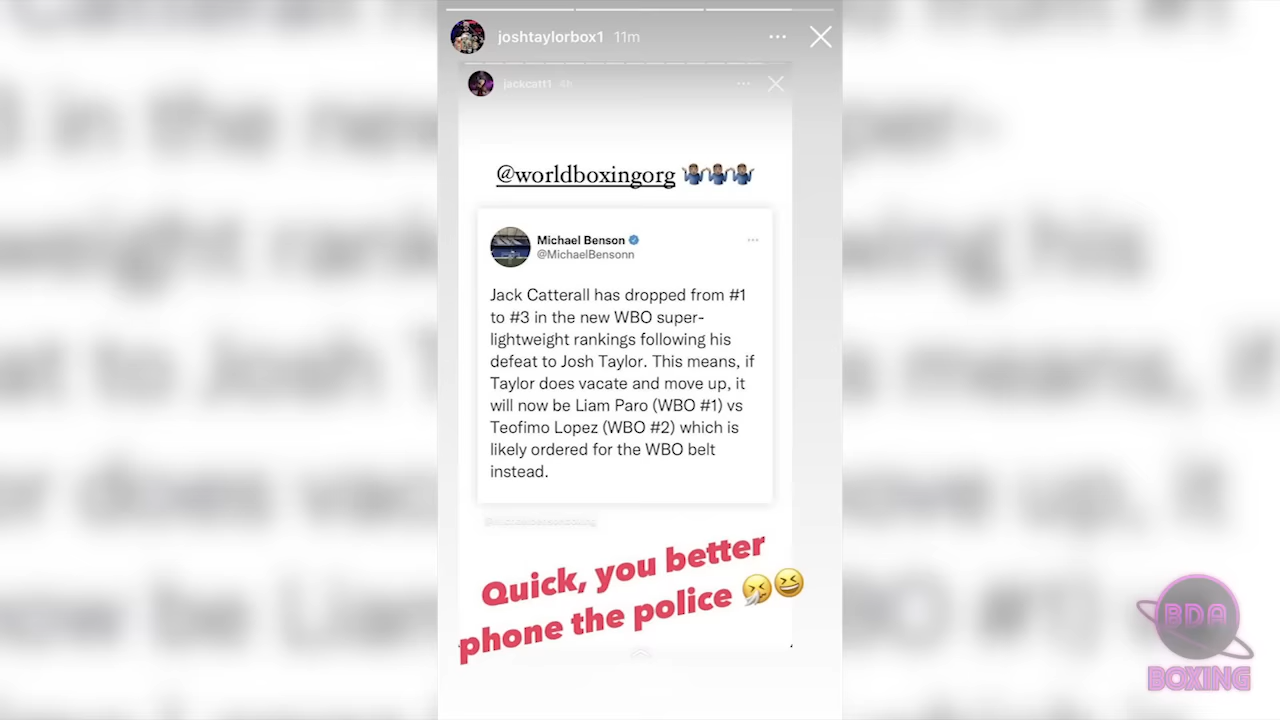 joshtaylorbox1 11m
jackcatt1 4h
@worldboxingorg 🤷🏽‍♂️🤷🏽‍♂️🤷🏽‍♂️
Michael Benson
@MichaelBensonn
Jack Catterall has dropped from #1
to #3 in the new WBO super-
lightweight rankings following his
defeat to Josh Taylor. This means, if
Taylor does vacate and move up, it
will now be Liam Paro (WBO #1) vs
Teofimo Lopez (WBO #2) which is
likely ordered for the WBO belt
instead.
Quick, you better
phone the police 🤧😆
BDA
BOXING